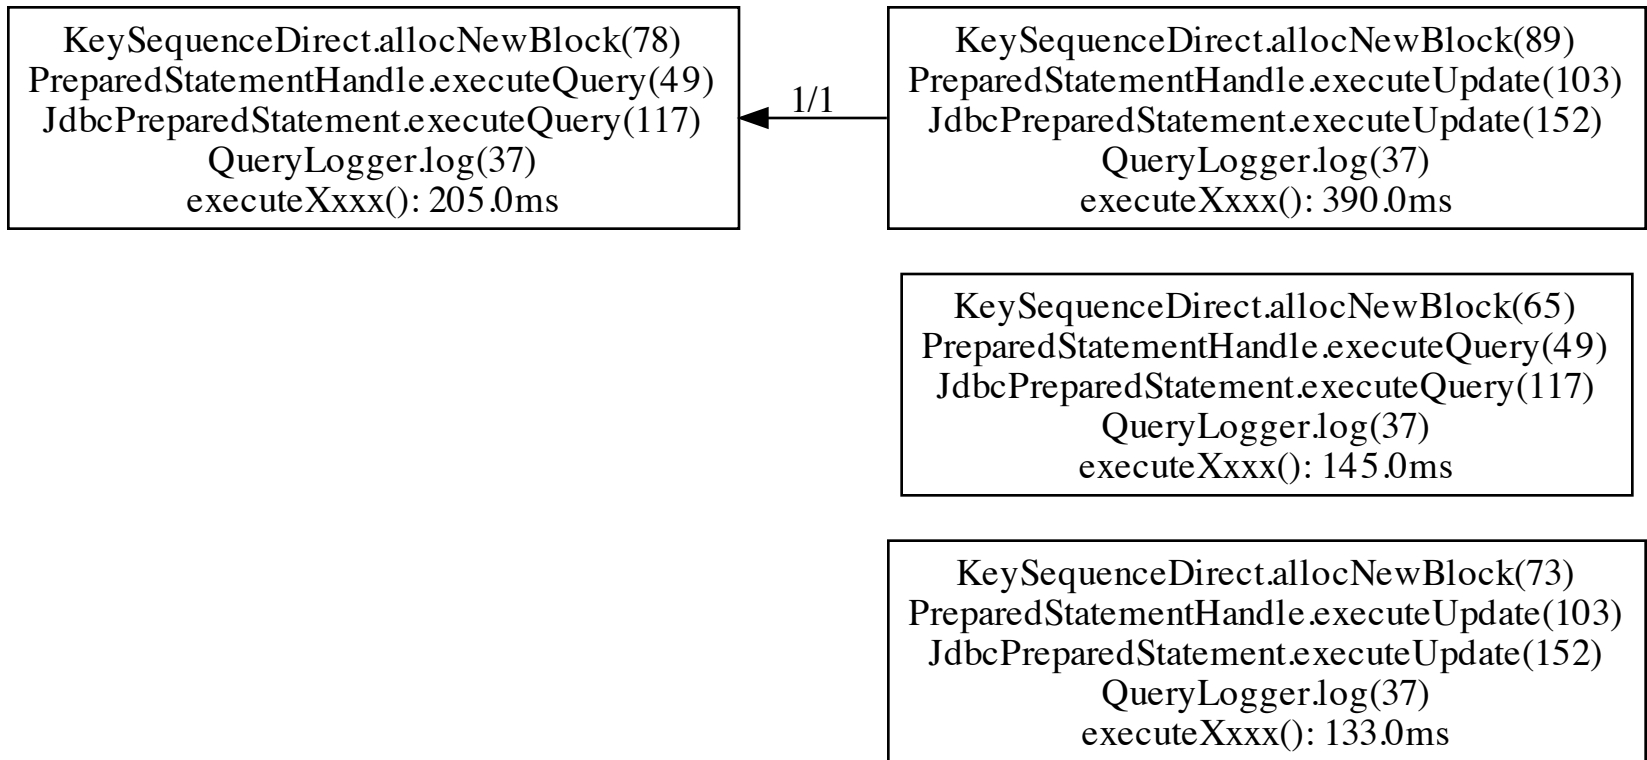 KeySequenceDirect.allocNewBlock(78)
PreparedStatementHandle.executeQuery(49)
JdbcPreparedStatement.executeQuery(117)
QueryLogger.log(37)
executeXxxx(): 205.0ms
1/1
KeySequenceDirect.allocNewBlock(89)
PreparedStatementHandle.executeUpdate(103)
JdbcPreparedStatement.executeUpdate(152)
QueryLogger.log(37)
executeXxxx(): 390.0ms
KeySequenceDirect.allocNewBlock(65)
PreparedStatementHandle.executeQuery(49)
JdbcPreparedStatement.executeQuery(117)
QueryLogger.log(37)
executeXxxx(): 145.0ms
KeySequenceDirect.allocNewBlock(73)
PreparedStatementHandle.executeUpdate(103)
JdbcPreparedStatement.executeUpdate(152)
QueryLogger.log(37)
executeXxxx(): 133.0ms